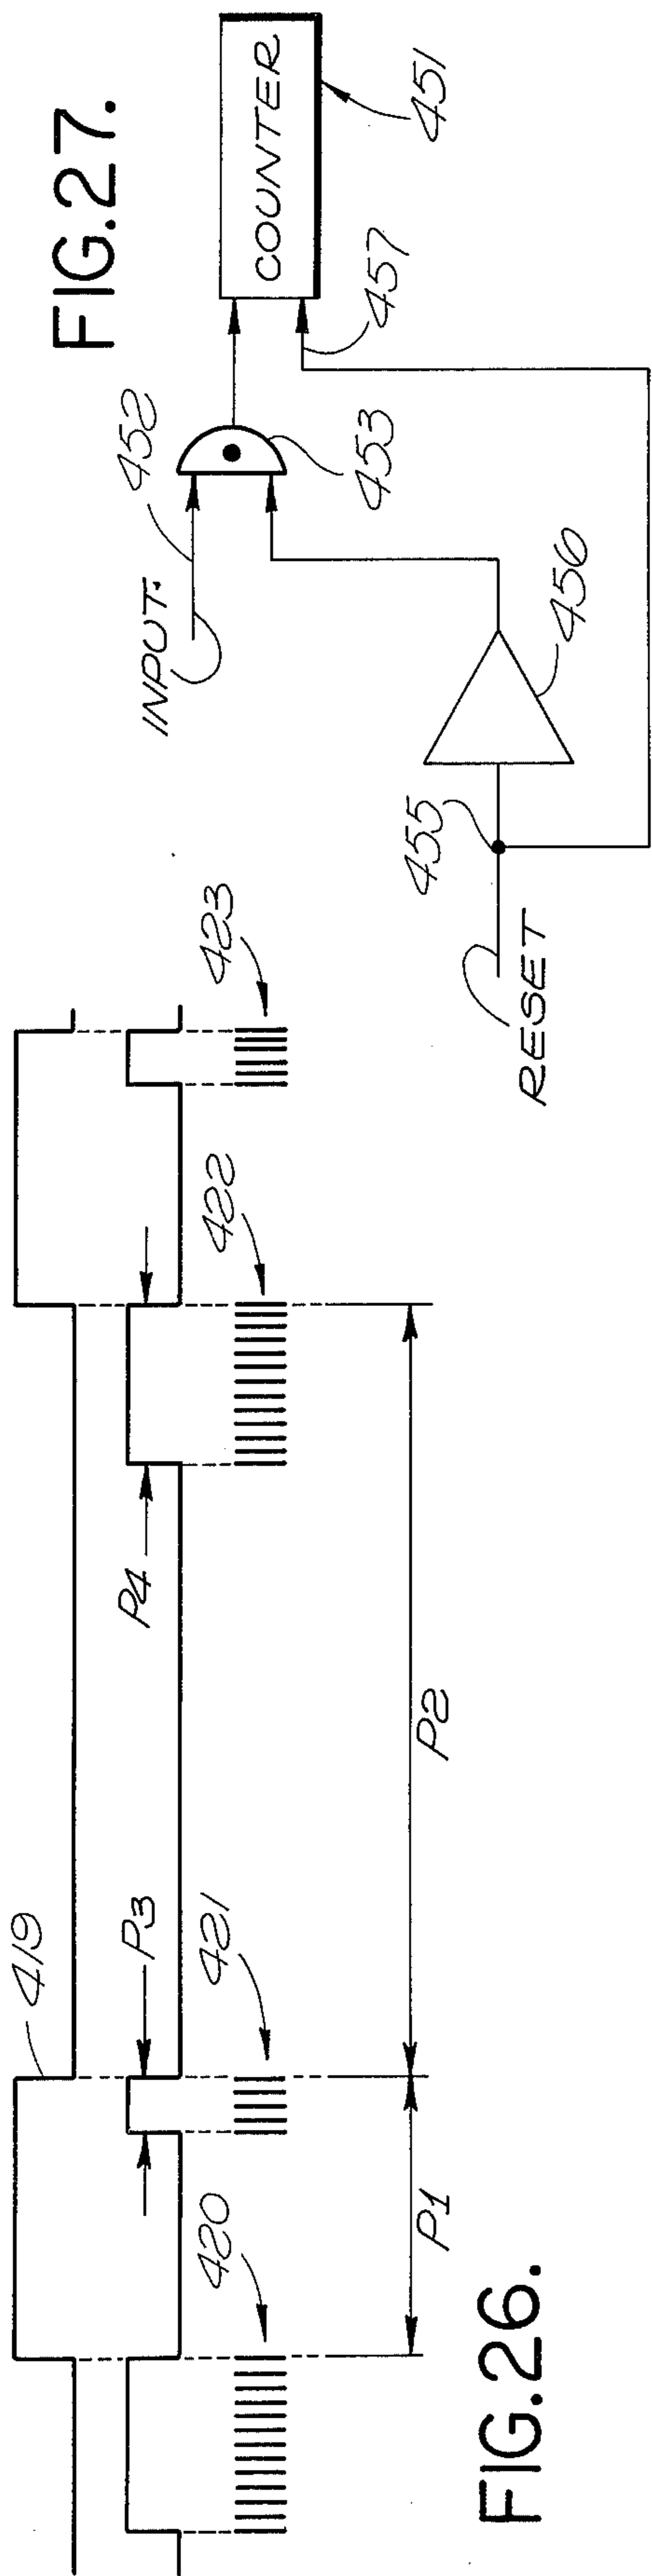 FIG.27.
COUNTER
451
457
452
453
INPUT.
456
455
RESET
423
422
P4
P2
419
P3
421
420
P1
FIG.26.